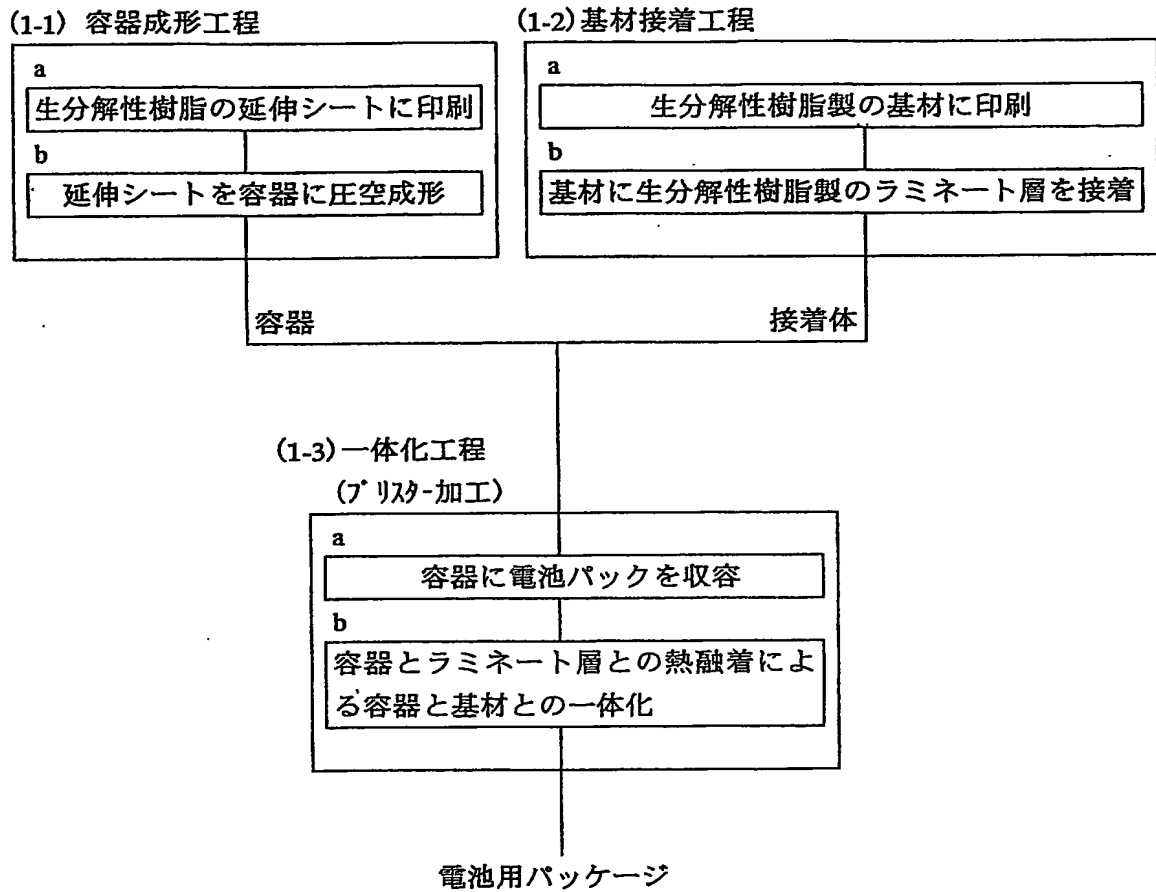 (1-1) 容器成形工程
a
生分解性樹脂の延伸シートに印刷
b
延伸シートを容器に圧空成形
(1-2)基材接着工程
a
生分解性樹脂製の基材に印刷
b
基材に生分解性樹脂製のラミネート層を接着
容器
接着体
(1-3)一体化工程
(ﾌﾞﾘｽﾀｰ加工)
a
容器に電池パックを収容
b
容器とラミネート層との熱融着によ
る容器と基材との一体化
電池用パッケージ